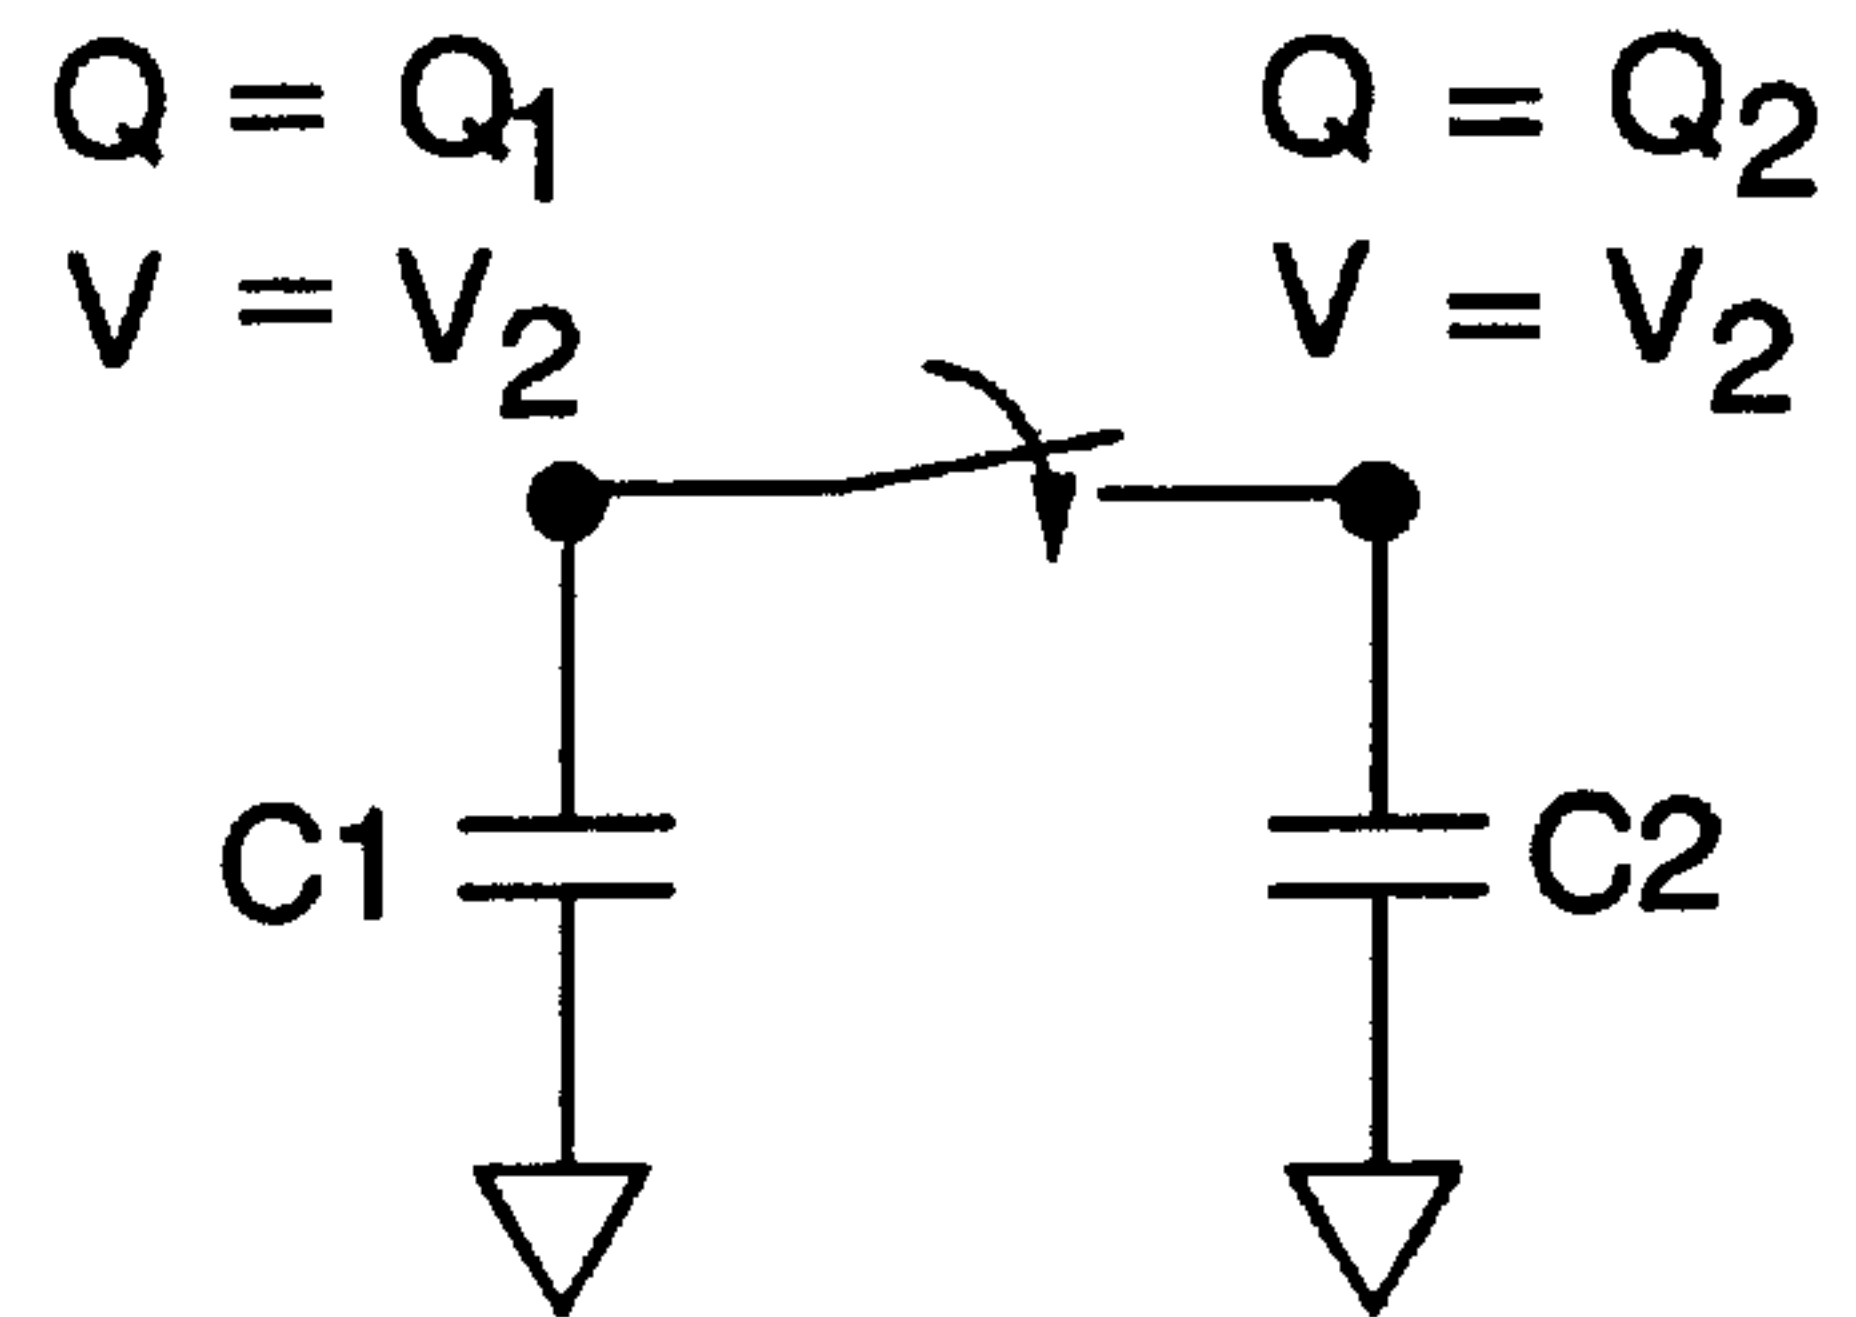 Q = Q1
V = V2
Q = Q2
V = V2
C1
C2